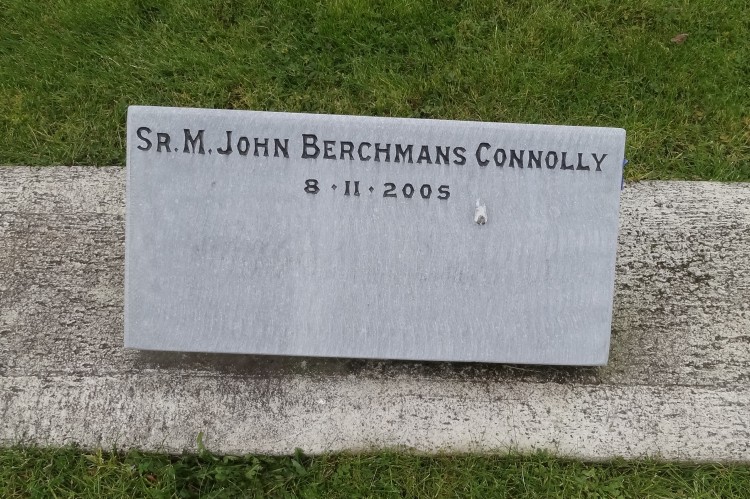 Sr. M. John Berchmans Connolly
8 · 11 · 2005